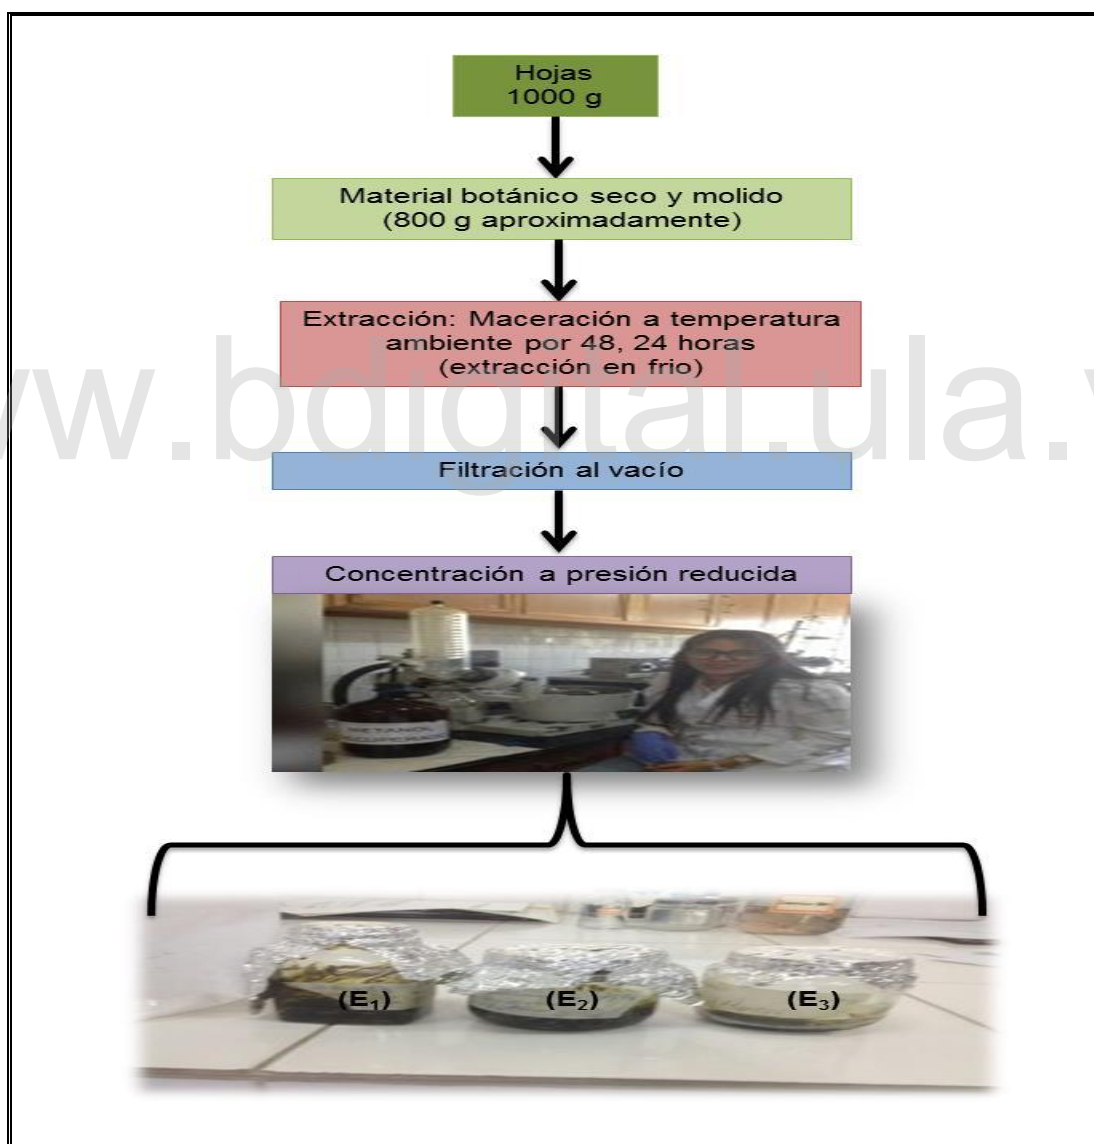 Hojas
1000 g
Material botánico seco y molido
(800 g aproximadamente)
Extracción: Maceración a temperatura
ambiente por 48, 24 horas
(extracción en frio)
www.bdigital.ula.v
Filtración al vacío
Concentración a presión reducida
METANOL
(E₁) (E₂) (E₃)